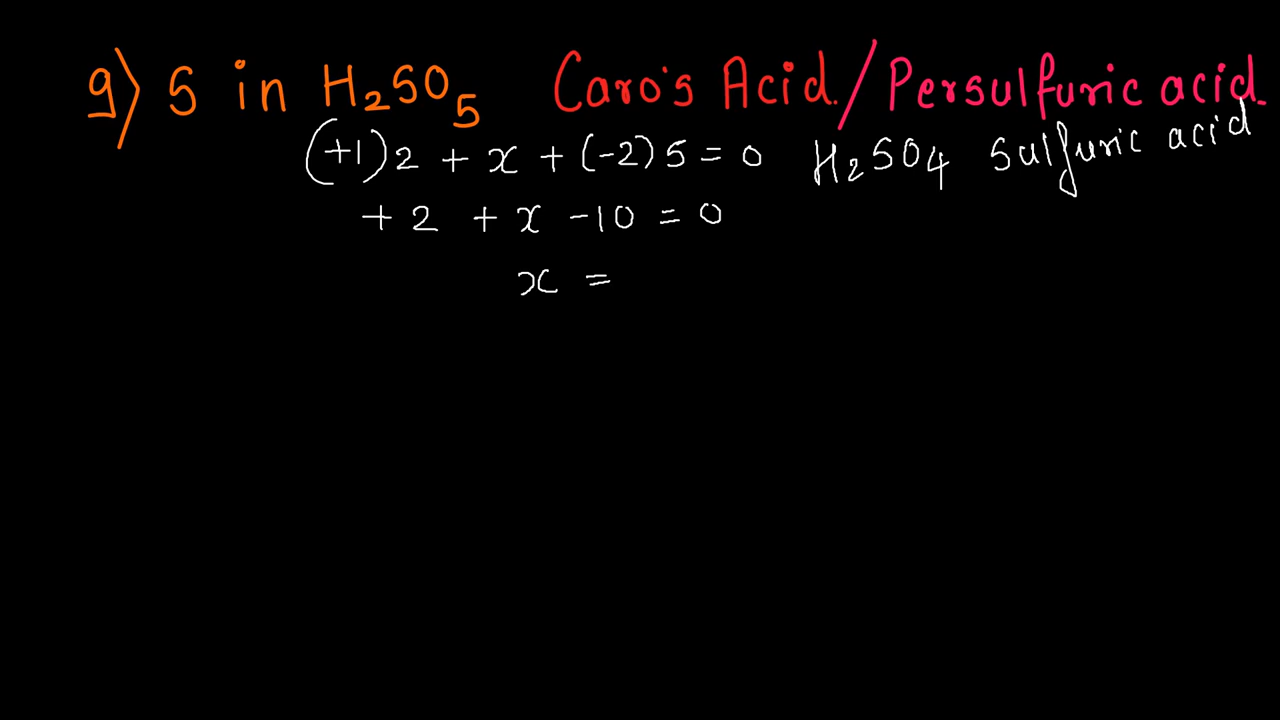 9) S in H₂SO₅ Caro's Acid. / Persulfuric acid.
(+1)2 + x + (-2)5 = 0 H₂SO₄ Sulfuric acid
+2 + x -10 = 0
x =